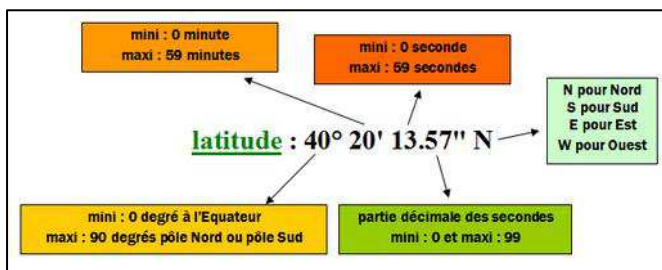 mini : 0 minute
maxi : 59 minutes
mini : 0 seconde
maxi : 59 secondes
N pour Nord
S pour Sud
E pour Est
W pour Ouest
latitude : 40° 20' 13.57" N
mini : 0 degré à l'Equateur
maxi : 90 degrés pôle Nord ou pôle Sud
partie décimale des secondes
mini : 0 et maxi : 99